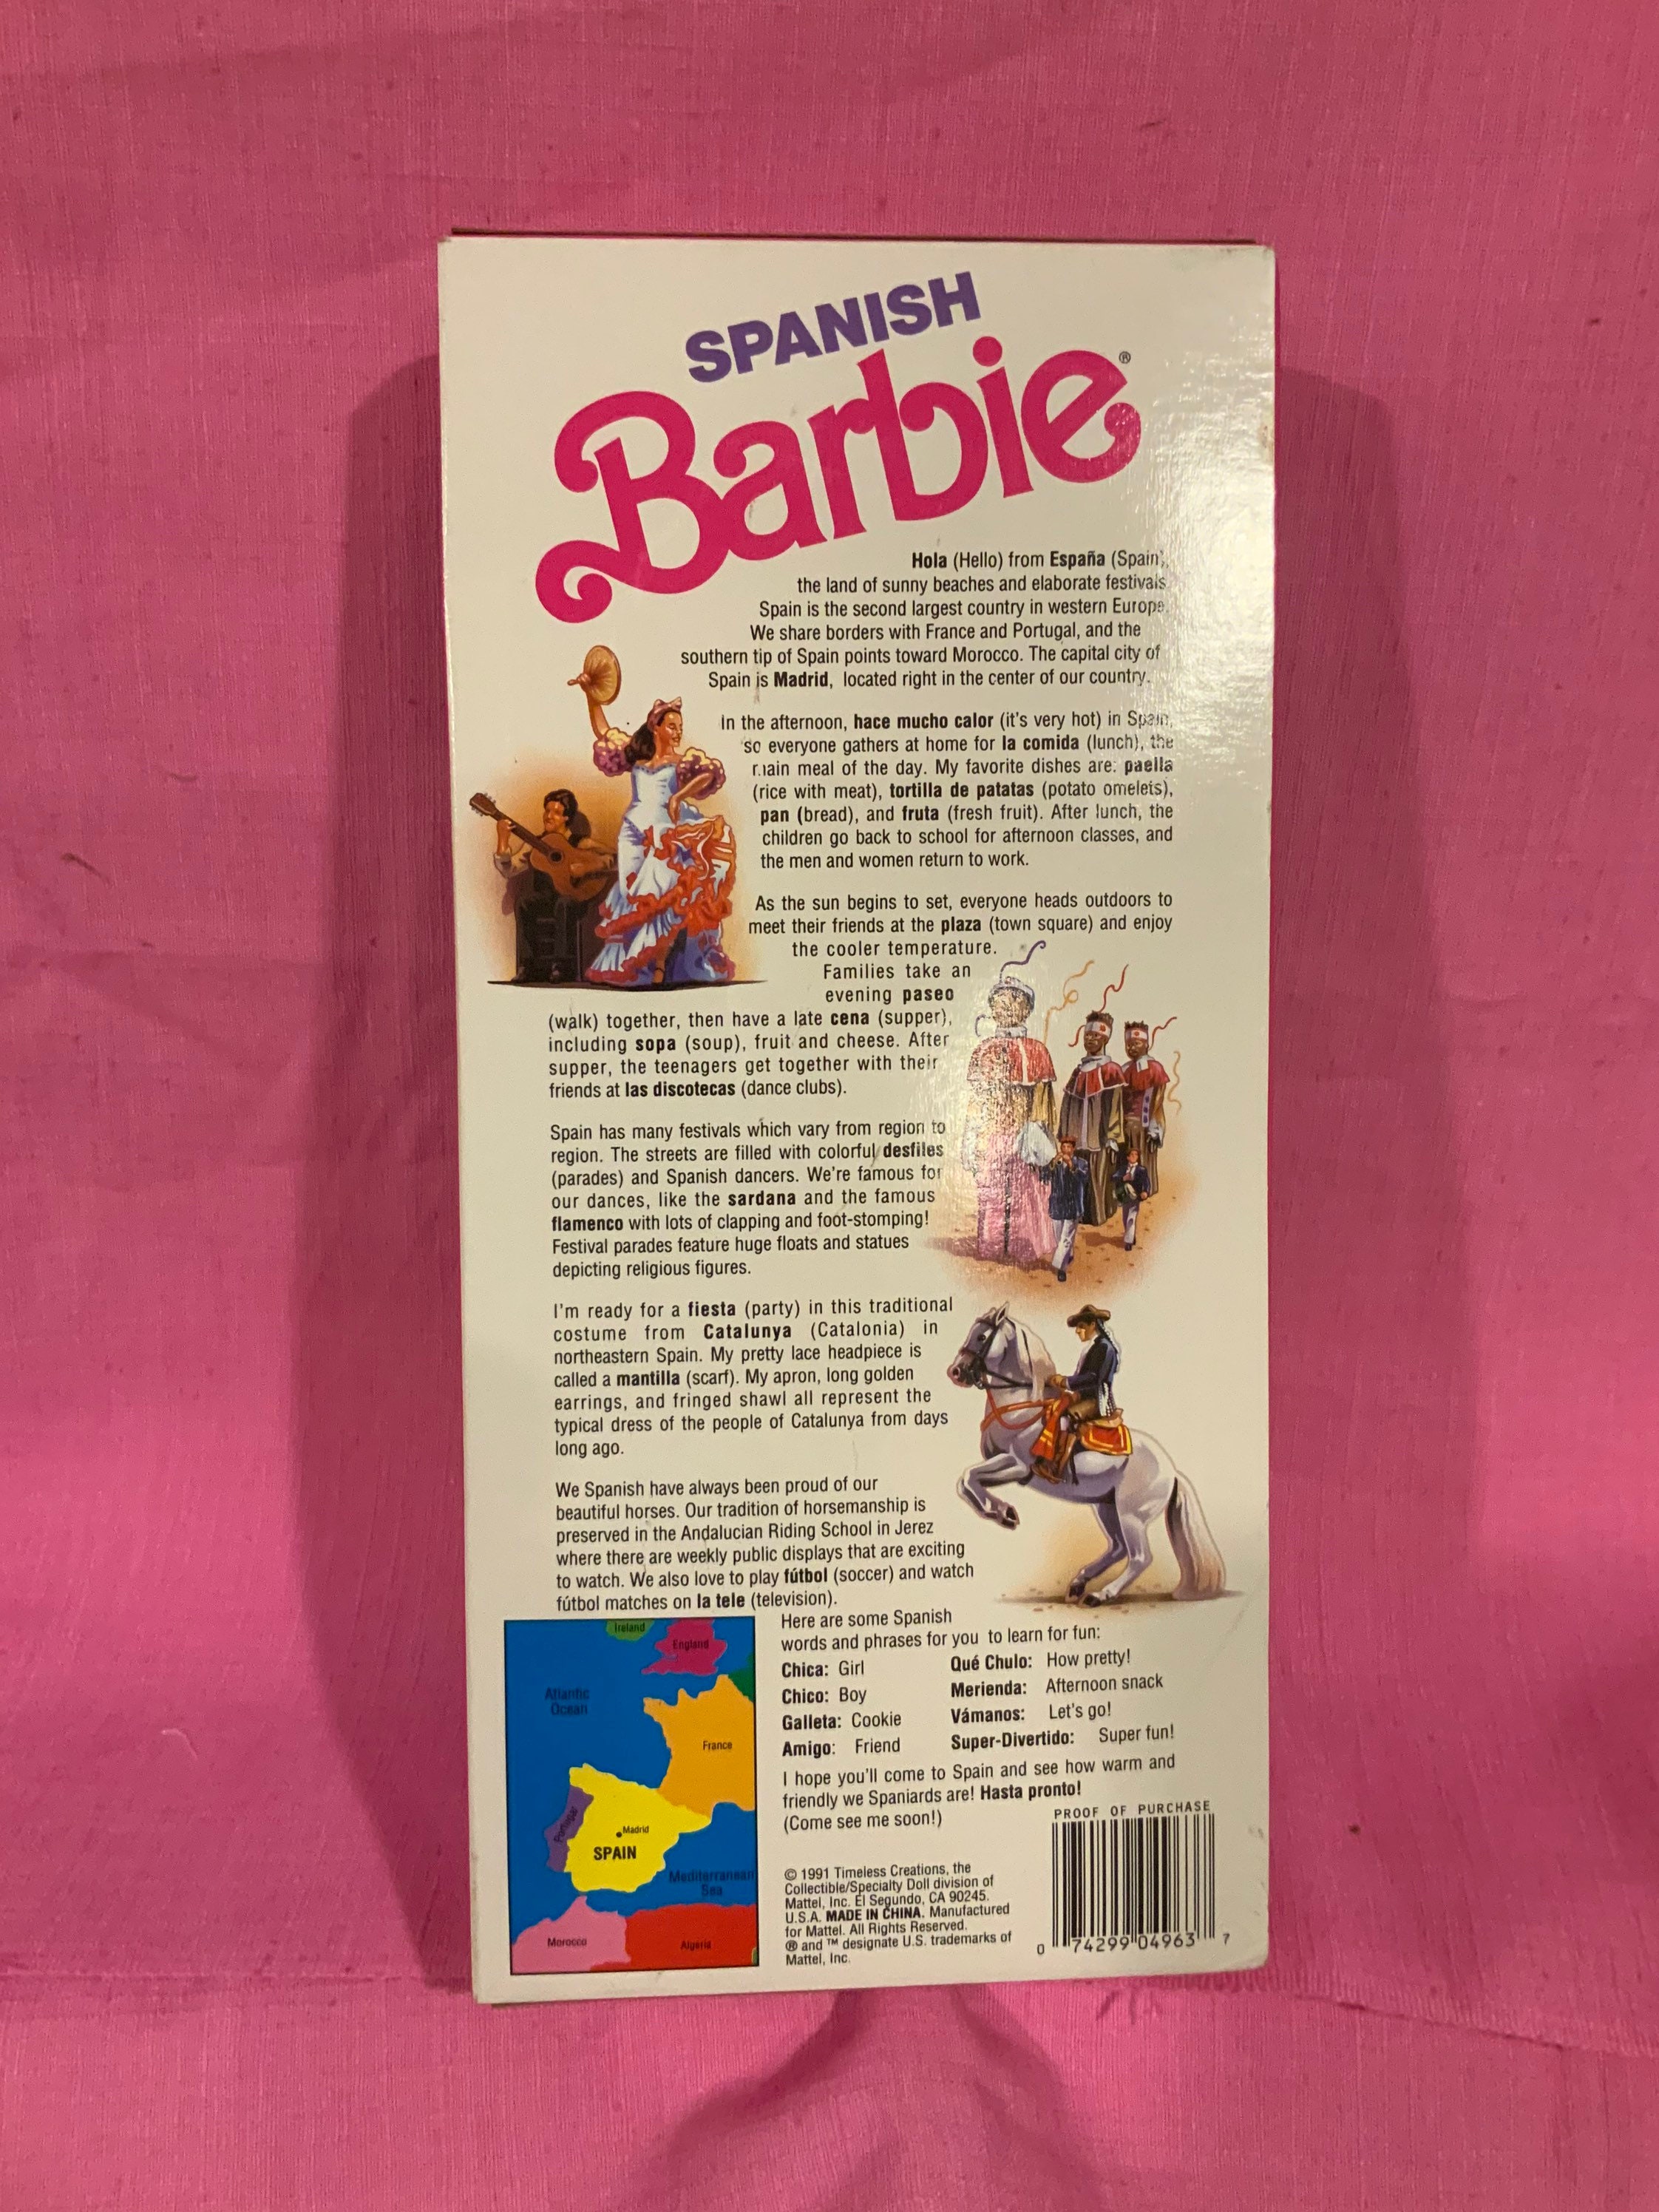 SPANISH
Barbie®
Hola (Hello) from España (Spain),
the land of sunny beaches and elaborate festivals.
Spain is the second largest country in western Europe.
We share borders with France and Portugal, and the
southern tip of Spain points toward Morocco. The capital city of
Spain is Madrid, located right in the center of our country.
In the afternoon, hace mucho calor (it's very hot) in Spain,
so everyone gathers at home for la comida (lunch), the
main meal of the day. My favorite dishes are: paella
(rice with meat), tortilla de patatas (potato omelets),
pan (bread), and fruta (fresh fruit). After lunch, the
children go back to school for afternoon classes, and
the men and women return to work.
As the sun begins to set, everyone heads outdoors to
meet their friends at the plaza (town square) and enjoy
the cooler temperature.
Families take an
evening paseo
(walk) together, then have a late cena (supper),
including sopa (soup), fruit and cheese. After
supper, the teenagers get together with their
friends at las discotecas (dance clubs).
Spain has many festivals which vary from region to
region. The streets are filled with colorful desfiles
(parades) and Spanish dancers. We're famous for
our dances, like the sardana and the famous
flamenco with lots of clapping and foot-stomping!
Festival parades feature huge floats and statues
depicting religious figures.
I'm ready for a fiesta (party) in this traditional
costume from Catalunya (Catalonia) in
northeastern Spain. My pretty lace headpiece is
called a mantilla (scarf). My apron, long golden
earrings, and fringed shawl all represent the
typical dress of the people of Catalunya from days
long ago.
We Spanish have always been proud of our
beautiful horses. Our tradition of horsemanship is
preserved in the Andalucian Riding School in Jerez
where there are weekly public displays that are exciting
to watch. We also love to play fútbol (soccer) and watch
fútbol matches on la tele (television).
Ireland
England
Atlantic
Ocean
France
Portugal
Madrid
SPAIN
Mediterranean
Sea
Morocco
Algeria
Here are some Spanish
words and phrases for you to learn for fun:
Chica: Girl
Chico: Boy
Galleta: Cookie
Amigo: Friend
Qué Chulo: How pretty!
Merienda: Afternoon snack
Vámanos: Let's go!
Super-Divertido: Super fun!
I hope you'll come to Spain and see how warm and
friendly we Spaniards are! Hasta pronto!
(Come see me soon!)
PROOF OF PURCHASE
0 74299 04963 7
© 1991 Timeless Creations, the
Collectible/Specialty Doll division of
Mattel, Inc. El Segundo, CA 90245.
U.S.A. MADE IN CHINA. Manufactured
for Mattel. All Rights Reserved.
® and ™ designate U.S. trademarks of
Mattel, Inc.